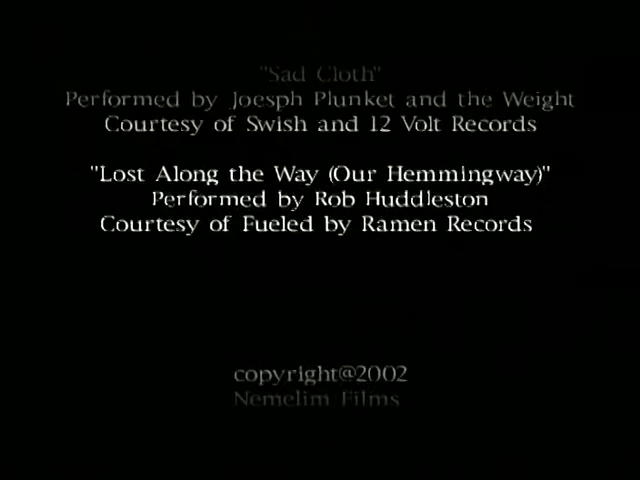 "Sad Cloth"
Performed by Joesph Plunket and the Weight
Courtesy of Swish and 12 Volt Records
"Lost Along the Way (Our Hemmingway)"
Performed by Rob Huddleston
Courtesy of Fueled by Ramen Records
copyright@2002
Nemelim Films